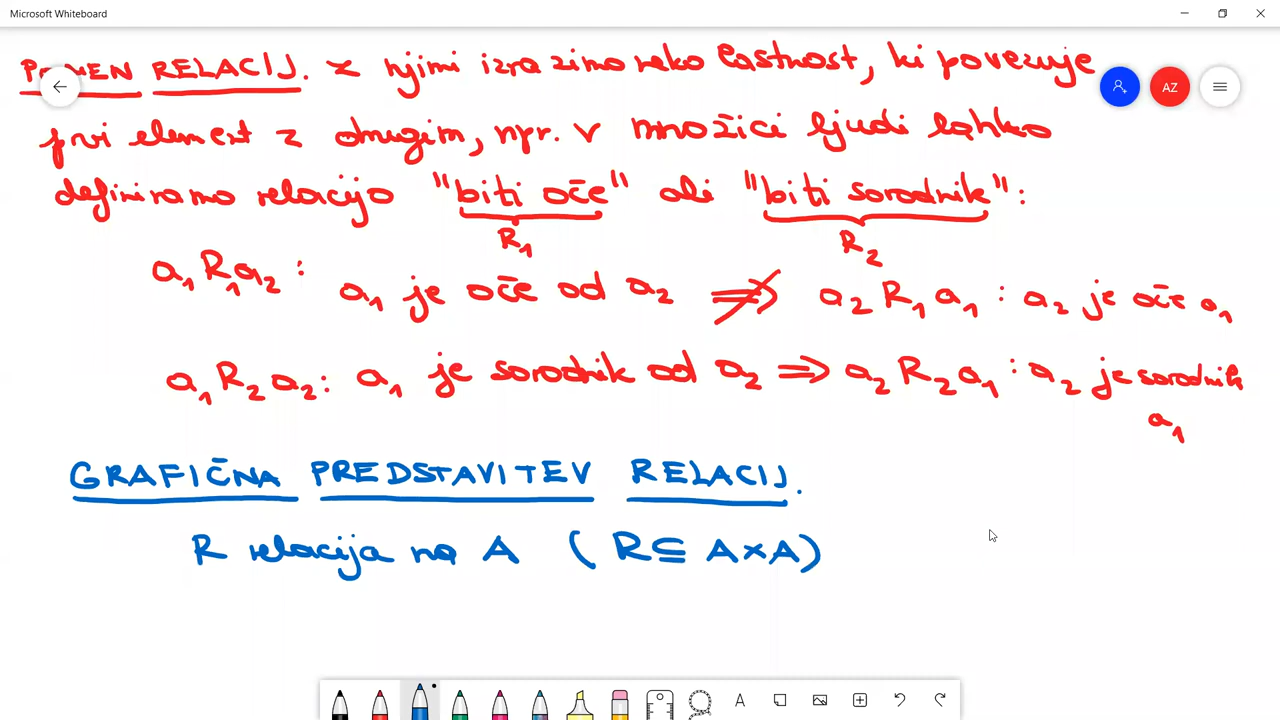 Microsoft Whiteboard
POMEN RELACIJ. Z njimi izrazimo neko lastnost, ki povezuje
AZ
prvi element z drugim, npr. v množici ljudi lahko
definiramo relacijo "biti oče" ali "biti sorodnik":
R₁ R₂
a₁R₁a₂: a₁ je oče od a₂ ⇏ a₂ R₁ a₁: a₂ je oče a₁
a₁R₂a₂: a₁ je sorodnik od a₂ ⇒ a₂ R₂ a₁: a₂ je sorodnik
a₁
GRAFIČNA PREDSTAVITEV RELACIJ.
R relacija na A (R ⊆ A×A)
A